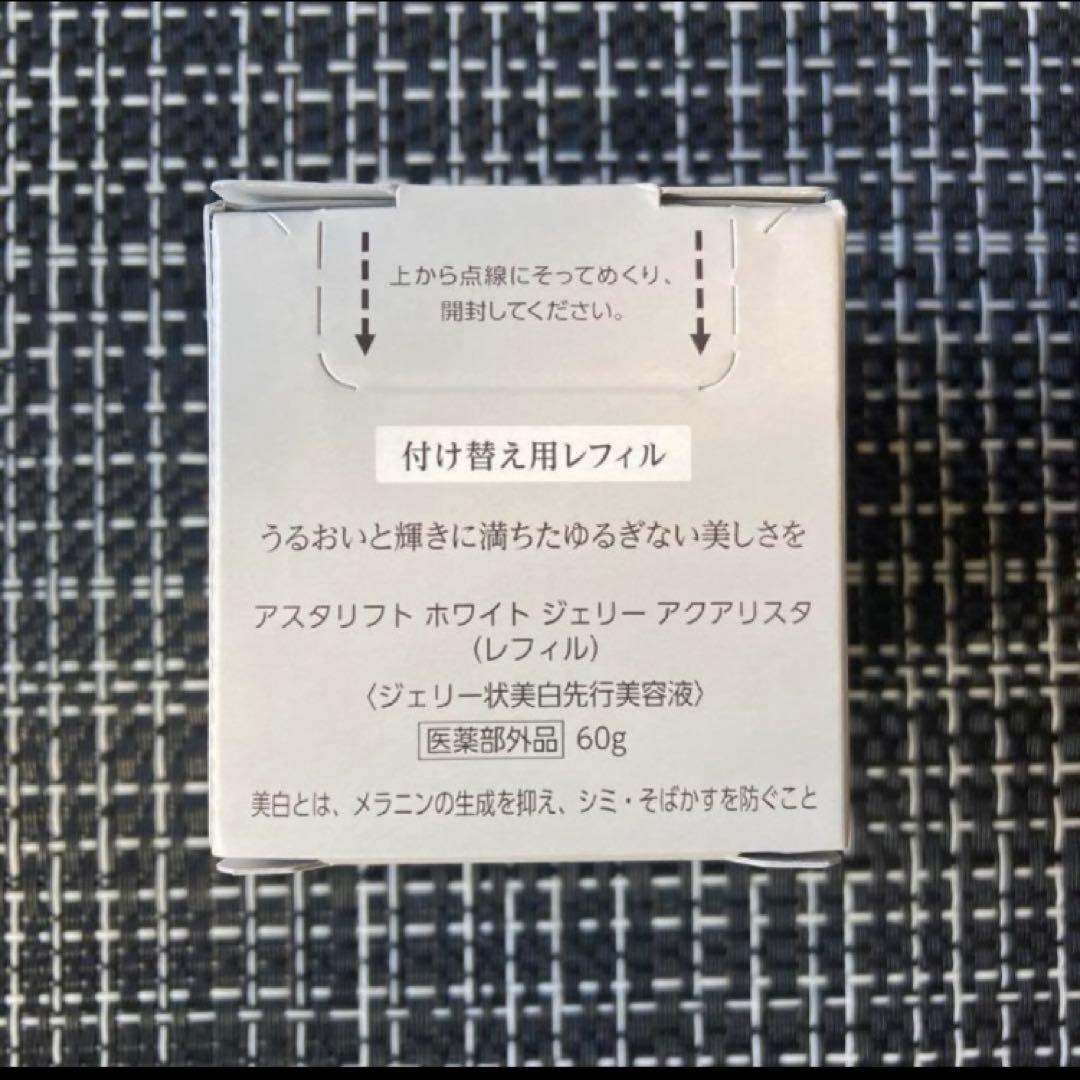 上から点線にそってめくり、
開封してください。
付け替え用レフィル
うるおいと輝きに満ちたゆるぎない美しさを
アスタリフト ホワイト ジェリー アクアリスタ
(レフィル)
〈ジェリー状美白先行美容液〉
医薬部外品 60g
美白とは、メラニンの生成を抑え、シミ・そばかすを防ぐこと